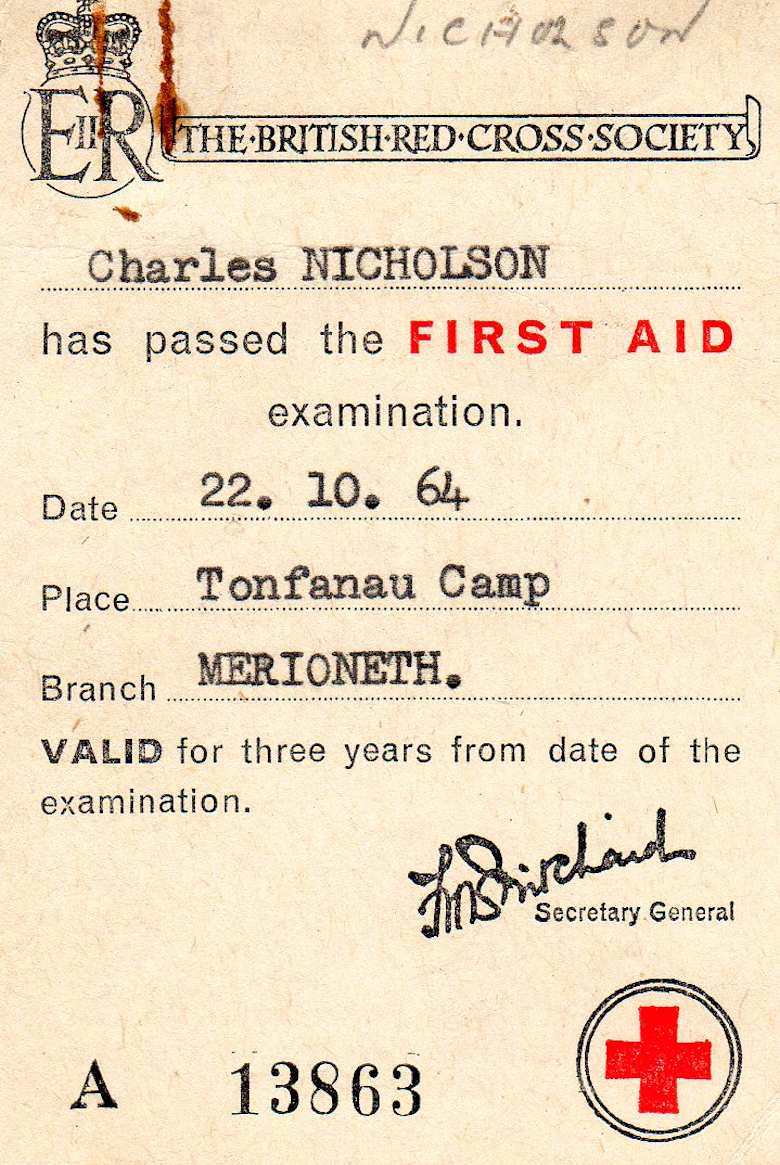 NICHOLSON
E II R
THE·BRITISH·RED·CROSS·SOCIETY
Charles NICHOLSON
has passed the FIRST AID
examination.
Date 22. 10. 64
Place Tonfanau Camp
Branch MERIONETH.
VALID for three years from date of the
examination.
Secretary General
A 13863